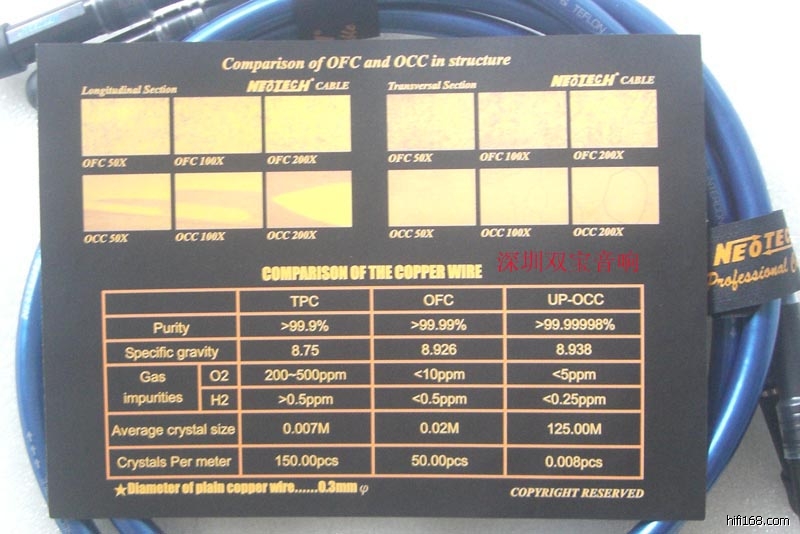 TEFLON
Comparison of OFC and OCC in structure
Longitudinal Section NEOTECH® CABLE
Transversal Section NEOTECH® CABLE
OFC 50X OFC 100X OFC 200X OFC 50X OFC 100X OFC 200X
OCC 50X OCC 100X OCC 200X OCC 50X OCC 100X OCC 200X
COMPARISON OF THE COPPER WIRE 深圳双宝音响
TPC OFC UP-OCC
Purity >99.9% >99.99% >99.99998%
Specific gravity 8.75 8.926 8.938
Gas impurities O2 200~500ppm <10ppm <5ppm
H2 >0.5ppm <0.5ppm <0.25ppm
Average crystal size 0.007M 0.02M 125.00M
Crystals Per meter 150.00pcs 50.00pcs 0.008pcs
★Diameter of plain copper wire......0.3mm φ
COPYRIGHT RESERVED
NEOTEC
Professional
hifi168.com